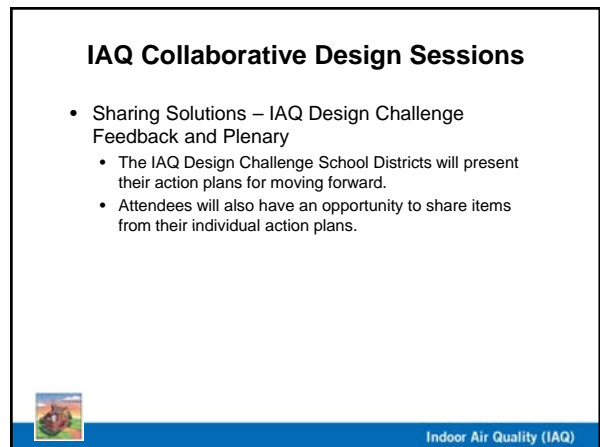 IAQ Collaborative Design Sessions
• Sharing Solutions – IAQ Design Challenge
Feedback and Plenary
• The IAQ Design Challenge School Districts will present
their action plans for moving forward.
• Attendees will also have an opportunity to share items
from their individual action plans.
Indoor Air Quality (IAQ)